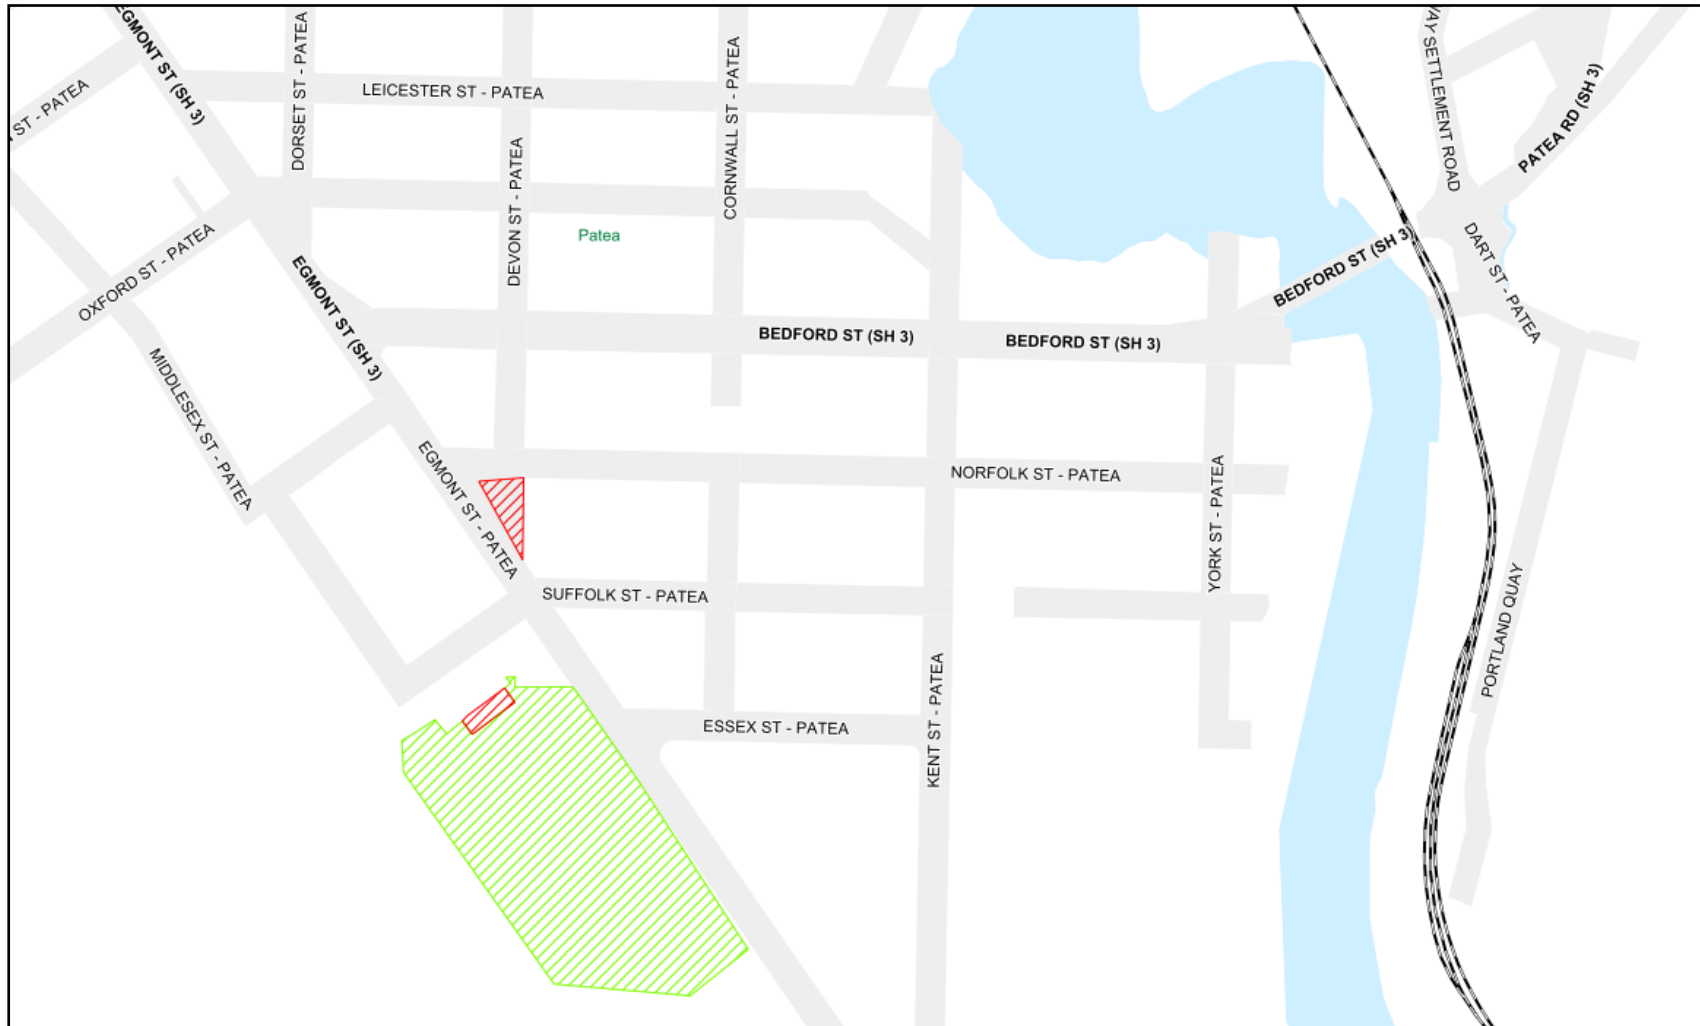 EGMONT ST (SH 3)
DORSET ST - PATEA
LEICESTER ST - PATEA
CORNWALL ST - PATEA
SETTLEMENT ROAD
PATEA RD (SH 3)
ST - PATEA
DEVON ST - PATEA
Patea
OXFORD ST - PATEA
EGMONT ST (SH 3)
BEDFORD ST (SH 3)
DART ST - PATEA
BEDFORD ST (SH 3)
BEDFORD ST (SH 3)
MIDDLESEX ST - PATEA
EGMONT ST - PATEA
NORFOLK ST - PATEA
YORK ST - PATEA
SUFFOLK ST - PATEA
PORTLAND QUAY
KENT ST - PATEA
ESSEX ST - PATEA